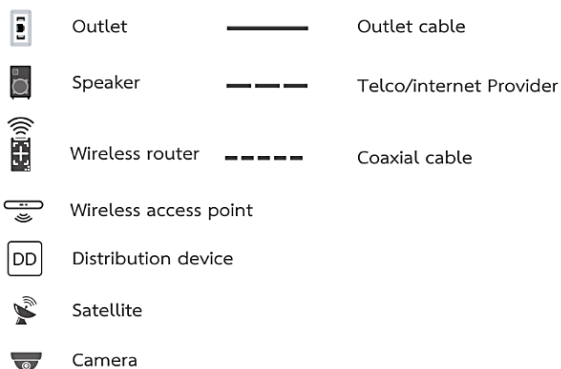 Outlet
Outlet cable
Speaker
Telco/internet Provider
Wireless router
Coaxial cable
Wireless access point
DD
Distribution device
Satellite
Camera